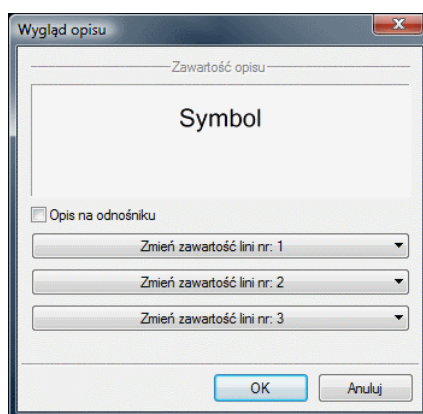 Wygląd opisu
Zawartość opisu
Symbol
Opis na odnośniku
Zmień zawartość lini nr: 1
Zmień zawartość lini nr: 2
Zmień zawartość lini nr: 3
OK
Anuluj